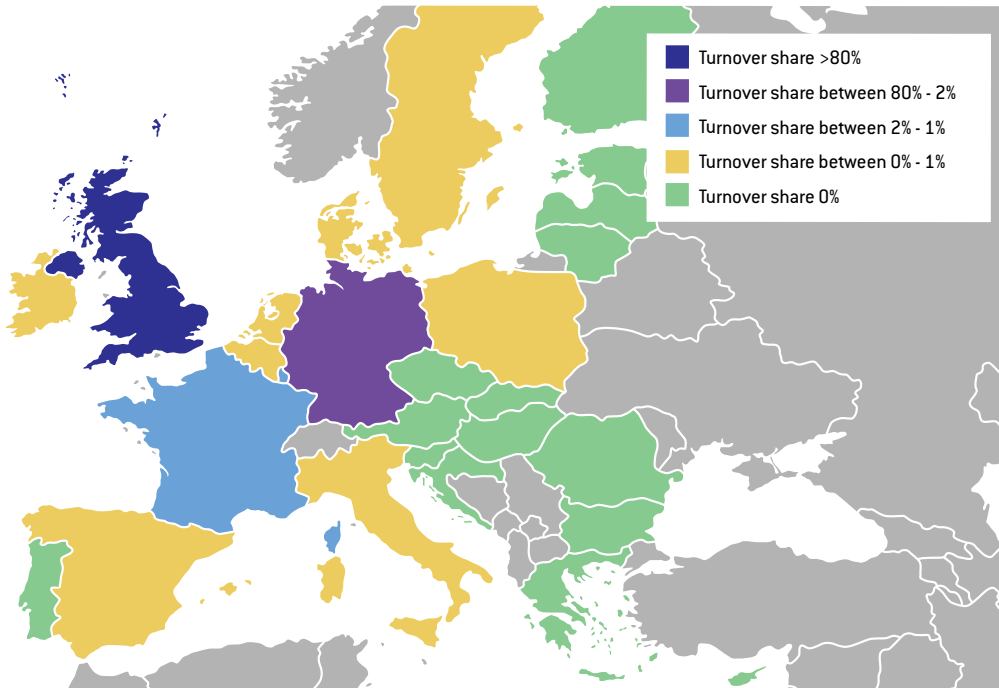 Turnover share >80%
Turnover share between 80% - 2%
Turnover share between 2% - 1%
Turnover share between 0% - 1%
Turnover share 0%